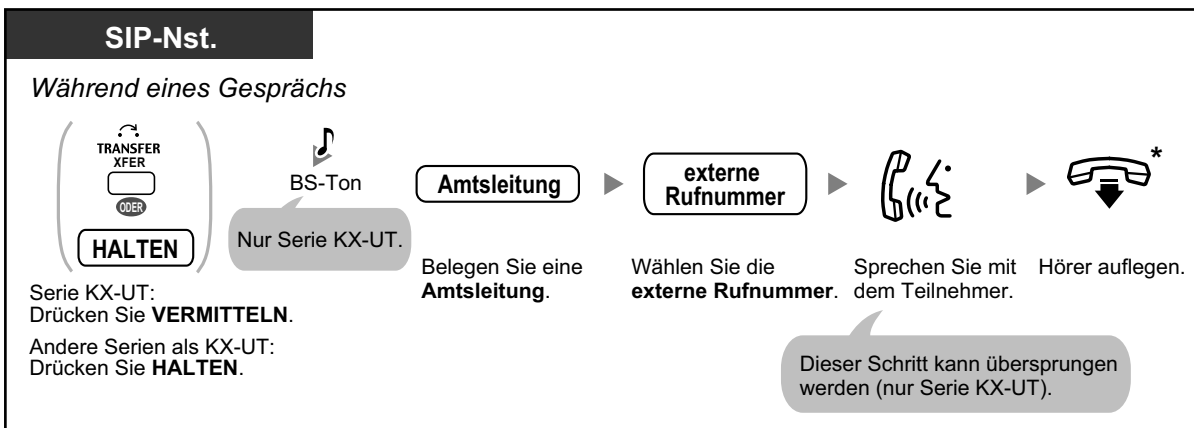 SIP-Nst.
Während eines Gesprächs
TRANSFER
XFER
ODER
HALTEN
Serie KX-UT:
Drücken Sie VERMITTELN.
Andere Serien als KX-UT:
Drücken Sie HALTEN.
BS-Ton
Nur Serie KX-UT.
Amtsleitung
Belegen Sie eine
Amtsleitung.
externe
Rufnummer
Wählen Sie die
externe Rufnummer.
Sprechen Sie mit
dem Teilnehmer.
Dieser Schritt kann übersprungen
werden (nur Serie KX-UT).
*
Hörer auflegen.